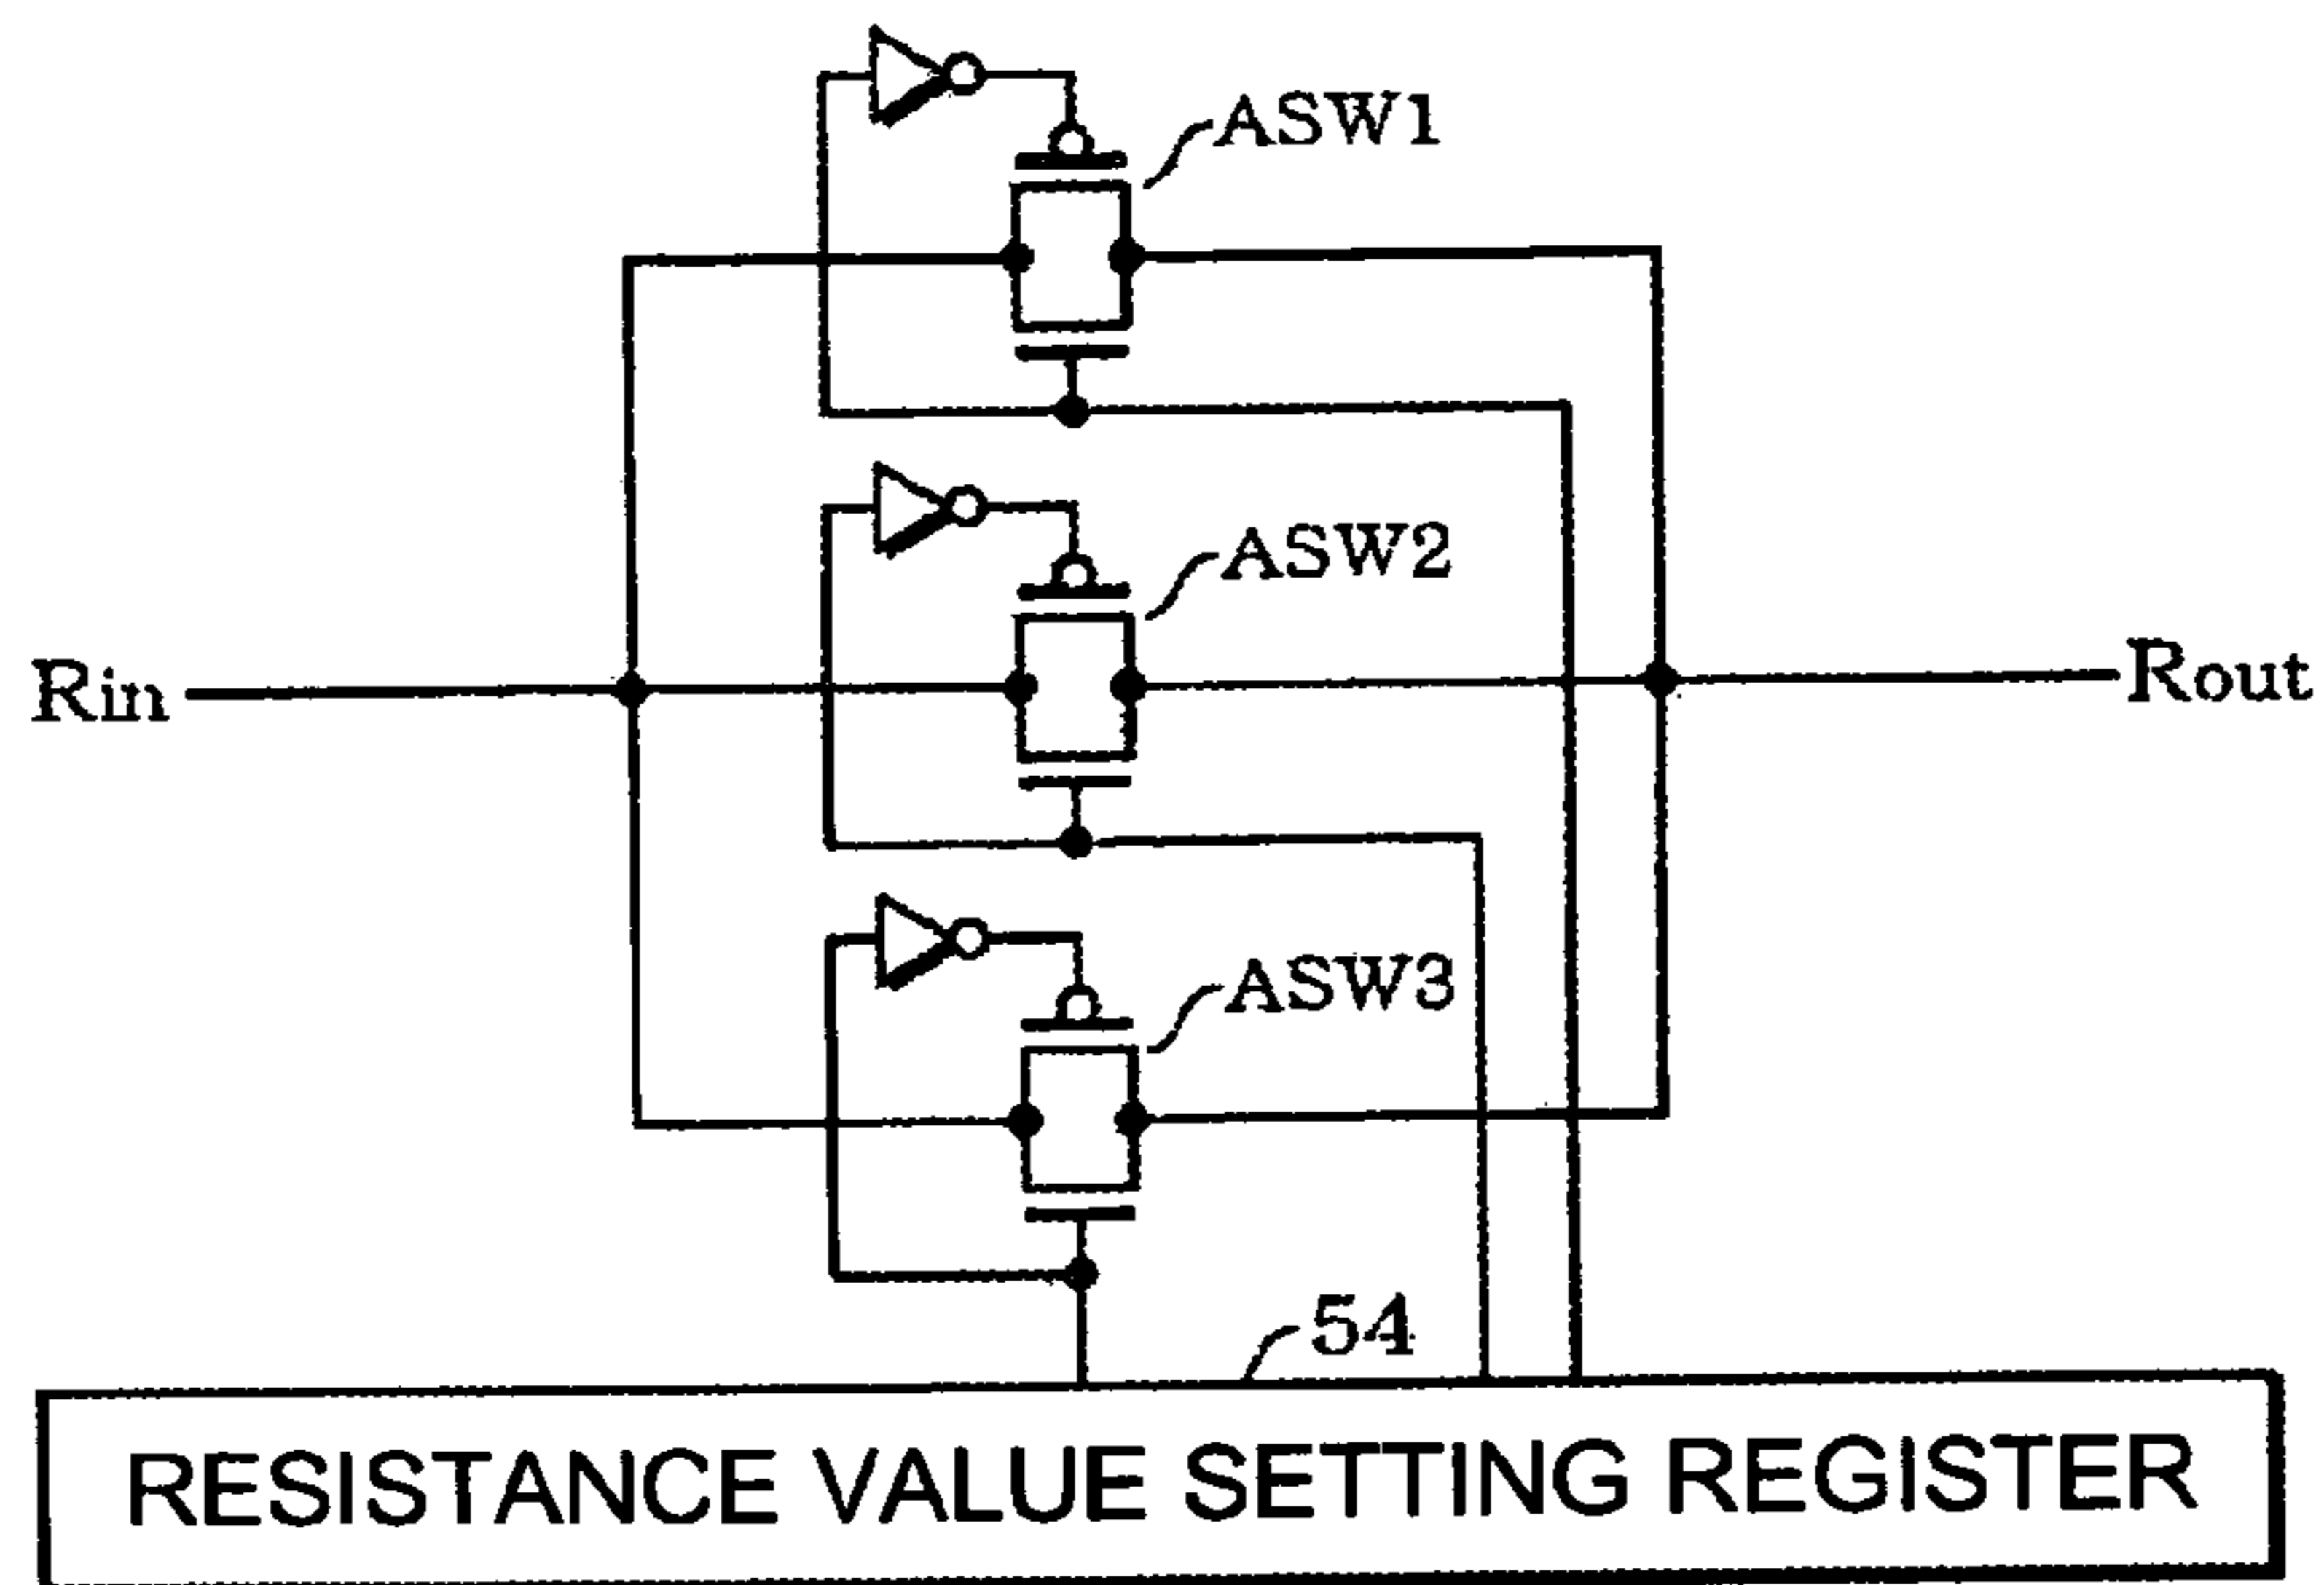 ASW1
ASW2
Rin
Rout
ASW3
54
RESISTANCE VALUE SETTING REGISTER